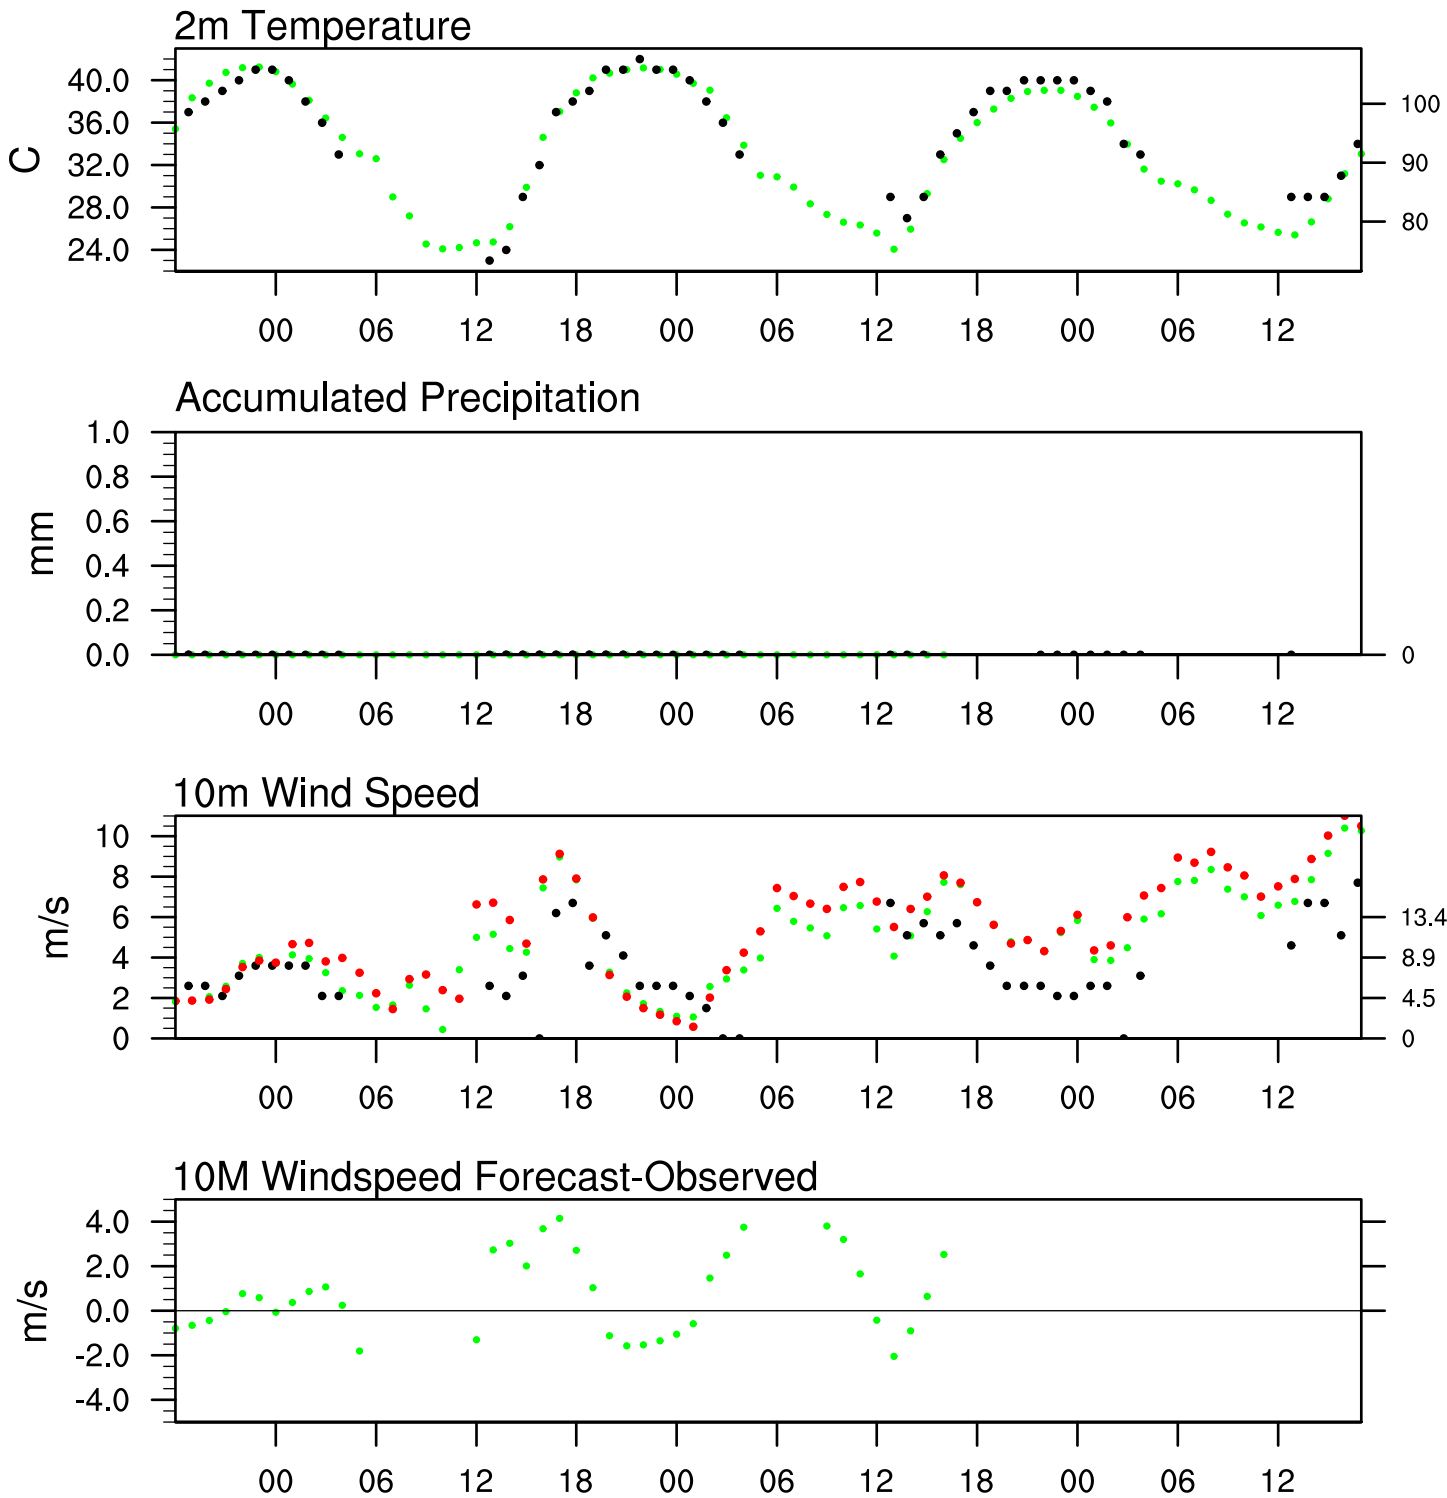 2m Temperature
40.0
36.0
32.0
28.0
24.0
C
100
90
80
00 06 12 18 00 06 12 18 00 06 12
Accumulated Precipitation
1.0
0.8
0.6
0.4
0.2
0.0
mm
0
00 06 12 18 00 06 12 18 00 06 12
10m Wind Speed
10
8
6
4
2
0
m/s
13.4
8.9
4.5
0
00 06 12 18 00 06 12 18 00 06 12
10M Windspeed Forecast-Observed
4.0
2.0
0.0
-2.0
-4.0
m/s
00 06 12 18 00 06 12 18 00 06 12